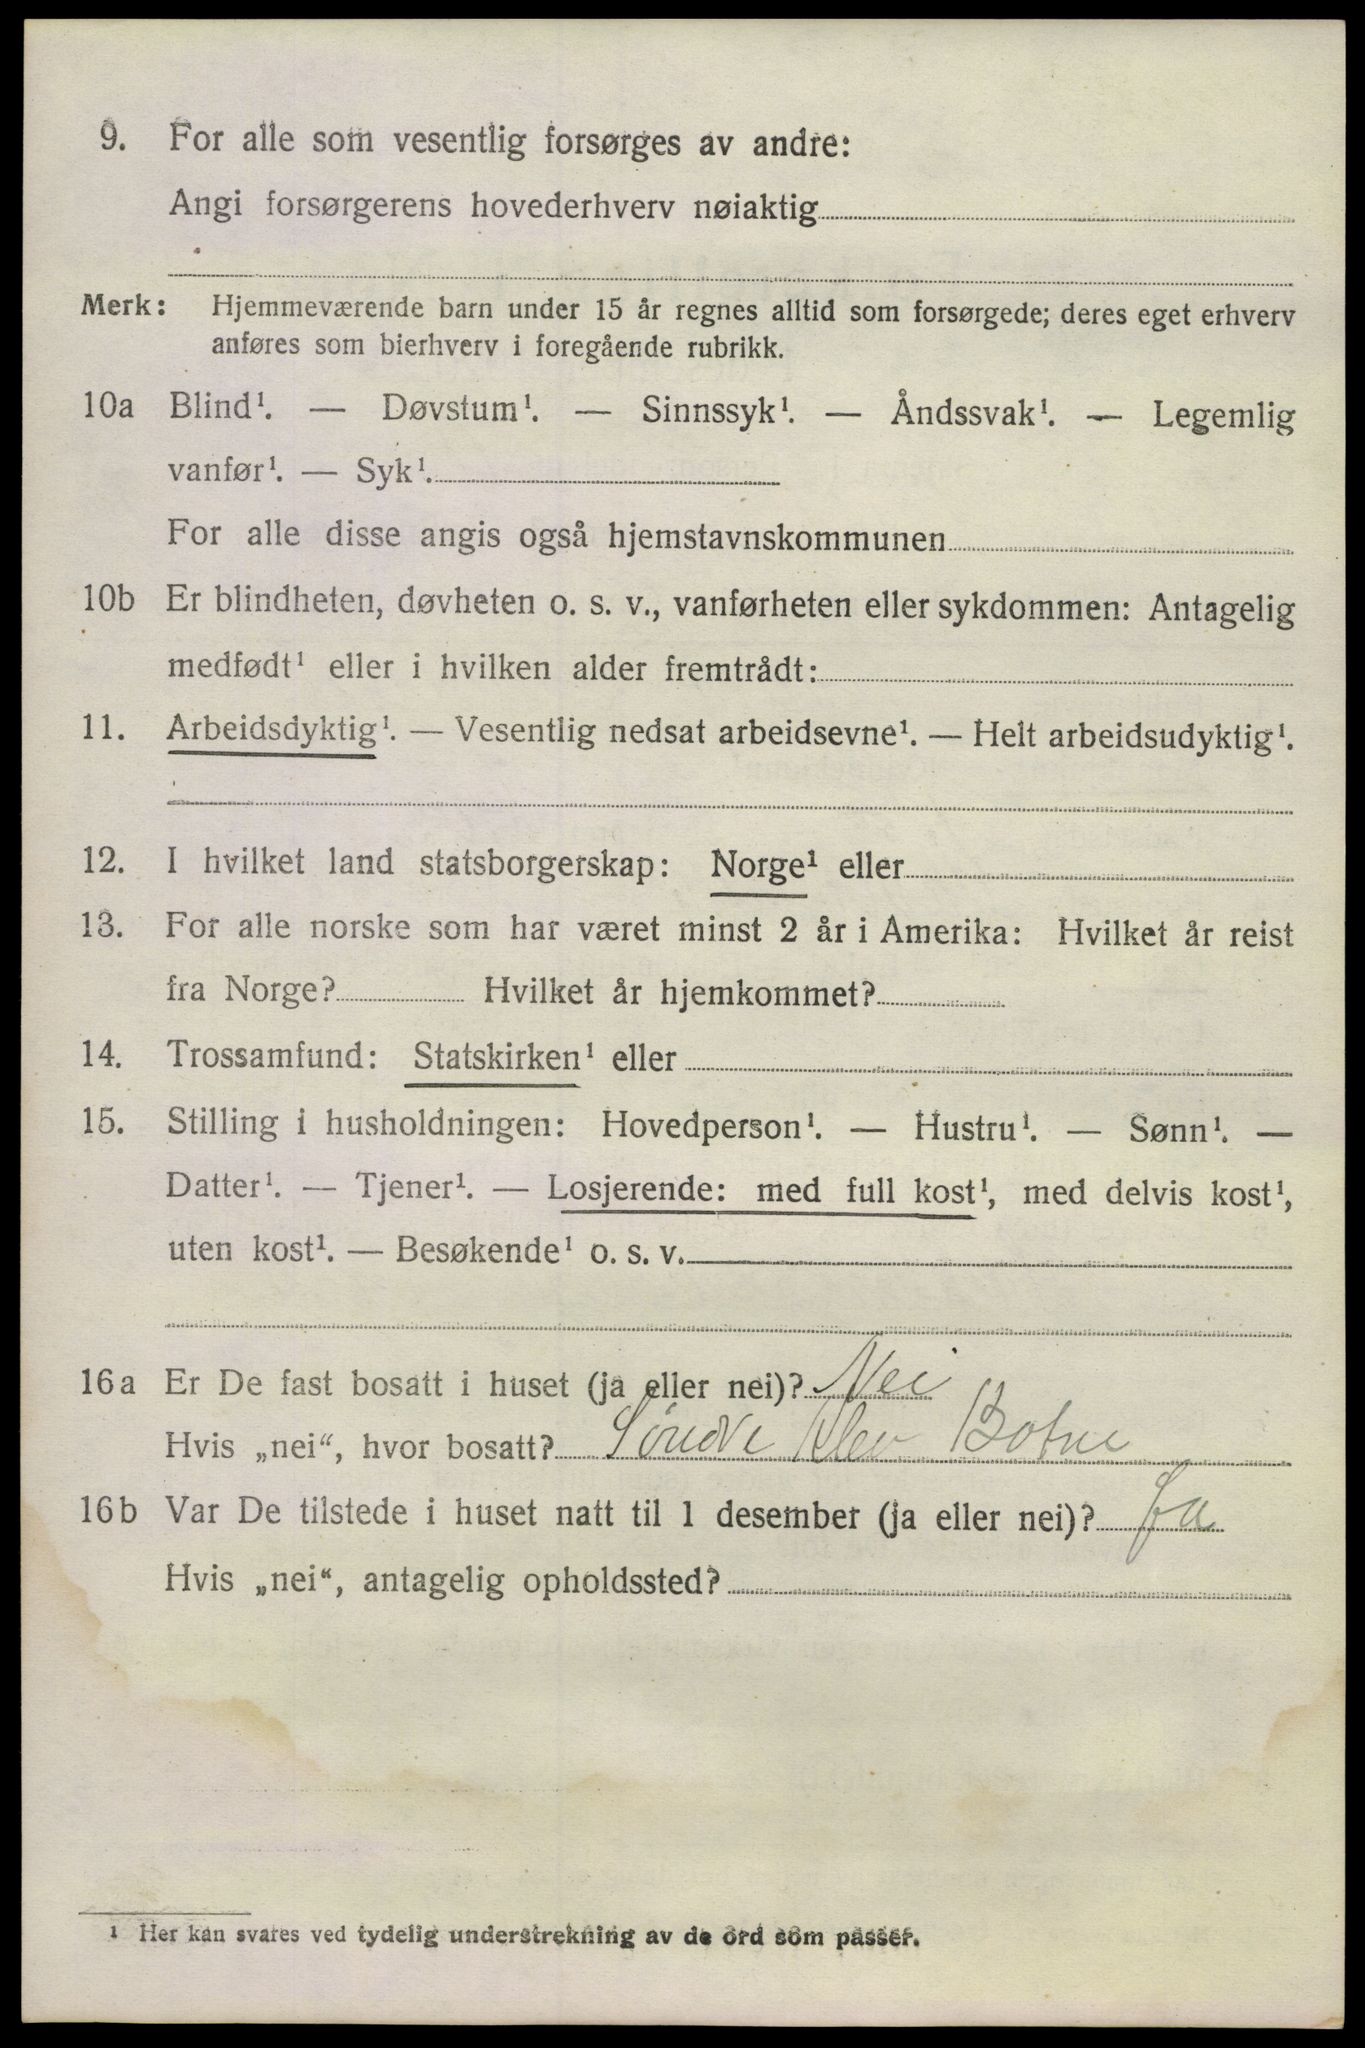 9. For alle som vesentlig forsørges av andre:
Angi forsørgerens hovederhverv nøiaktig
Merk: Hjemmeværende barn under 15 år regnes alltid som forsørgede; deres eget erhverv
anføres som bierhverv i foregående rubrikk.
10a Blind¹. — Døvstum¹. — Sinnssyk¹. — Åndssvak¹. — Legemlig
vanfør¹. — Syk¹.
For alle disse angis også hjemstavnskommunen
10b Er blindheten, døvheten o. s. v., vanførheten eller sykdommen: Antagelig
medfødt¹ eller i hvilken alder fremtrådt:
11. Arbeidsdyktig¹. — Vesentlig nedsat arbeidsevne¹. — Helt arbeidsudyktig¹.
12. I hvilket land statsborgerskap: Norge¹ eller
13. For alle norske som har været minst 2 år i Amerika: Hvilket år reist
fra Norge? Hvilket år hjemkommet?
14. Trossamfund: Statskirken¹ eller
15. Stilling i husholdningen: Hovedperson¹. — Hustru¹. — Sønn¹. —
Datter¹. — Tjener¹. — Losjerende: med full kost¹, med delvis kost¹,
uten kost¹. — Besøkende¹ o. s. v.
16a Er De fast bosatt i huset (ja eller nei)? Nei
Hvis „nei“, hvor bosatt? Søndre Klev Botne
16b Var De tilstede i huset natt til 1 desember (ja eller nei)? Ja
Hvis „nei“, antagelig opholdssted?
¹ Her kan svares ved tydelig understrekning av de ord som passer.